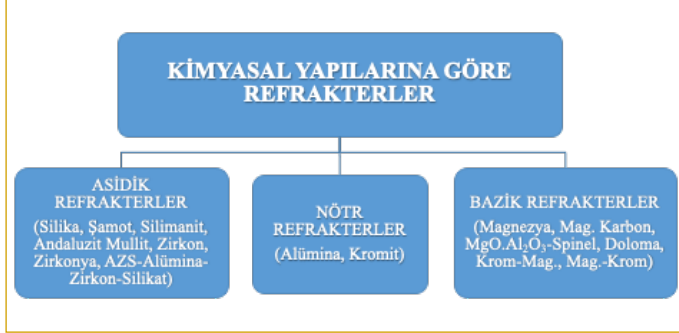 KİMYASAL YAPILARINA GÖRE
REFRAKTERLER
ASİDİK
REFRAKTERLER
(Silika, Şamot, Silimanit,
Andaluzit Mullit, Zirkon,
Zirkonya, AZS-Alümina-
Zirkon-Silikat)
NÖTR
REFRAKTERLER
(Alümina, Kromit)
BAZİK REFRAKTERLER
(Magnezya, Mag. Karbon,
MgO.Al₂O₃-Spinel, Doloma,
Krom-Mag., Mag.-Krom)